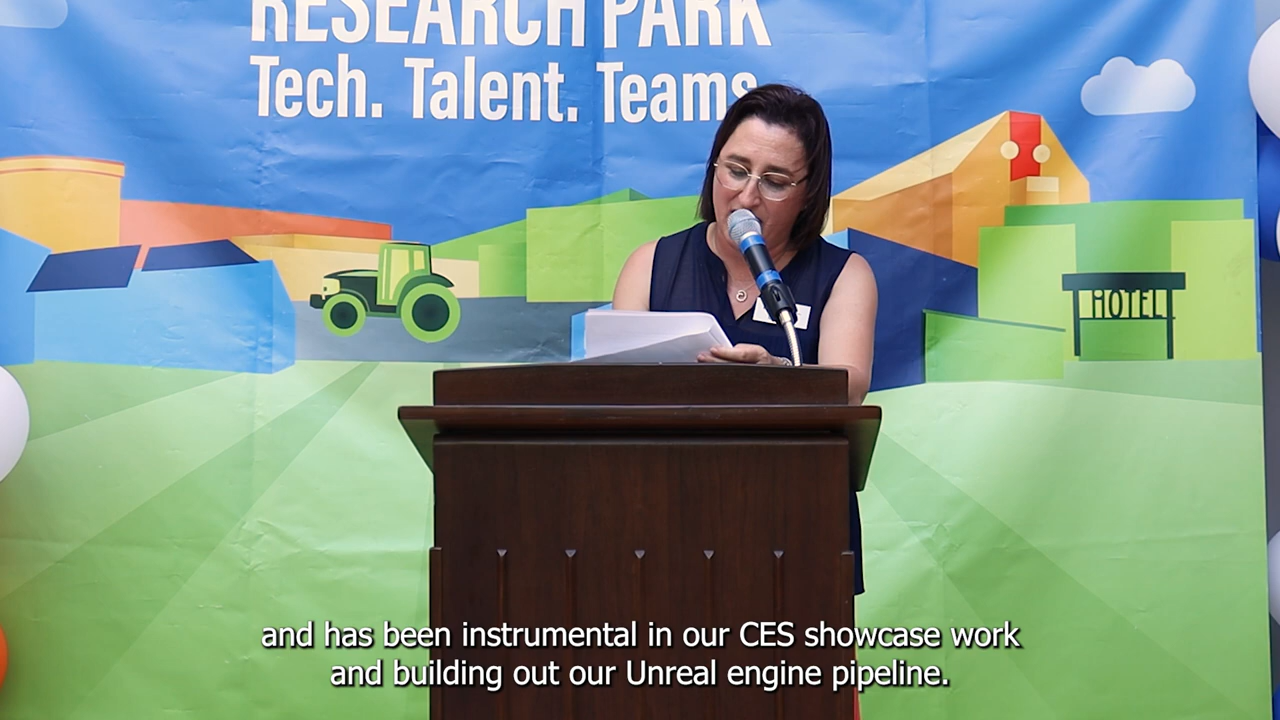 RESEARCH PARK
Tech. Talent. Teams
HOTEL
and has been instrumental in our CES showcase work
and building out our Unreal engine pipeline.